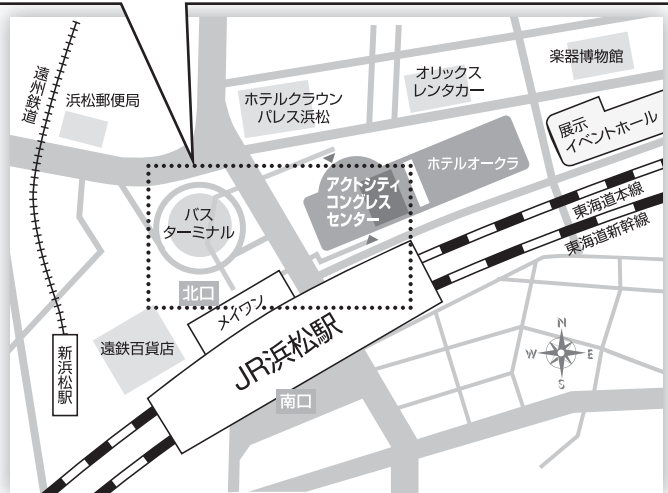 遠州鉄道
浜松郵便局
ホテルクラウン
パレス浜松
オリックス
レンタカー
楽器博物館
展示
イベントホール
ホテルオークラ
アクトシティ
コングレス
センター
バス
ターミナル
東海道本線
東海道新幹線
北口
メイワン
遠鉄百貨店
JR浜松駅
新浜松駅
南口
N
W
E
S